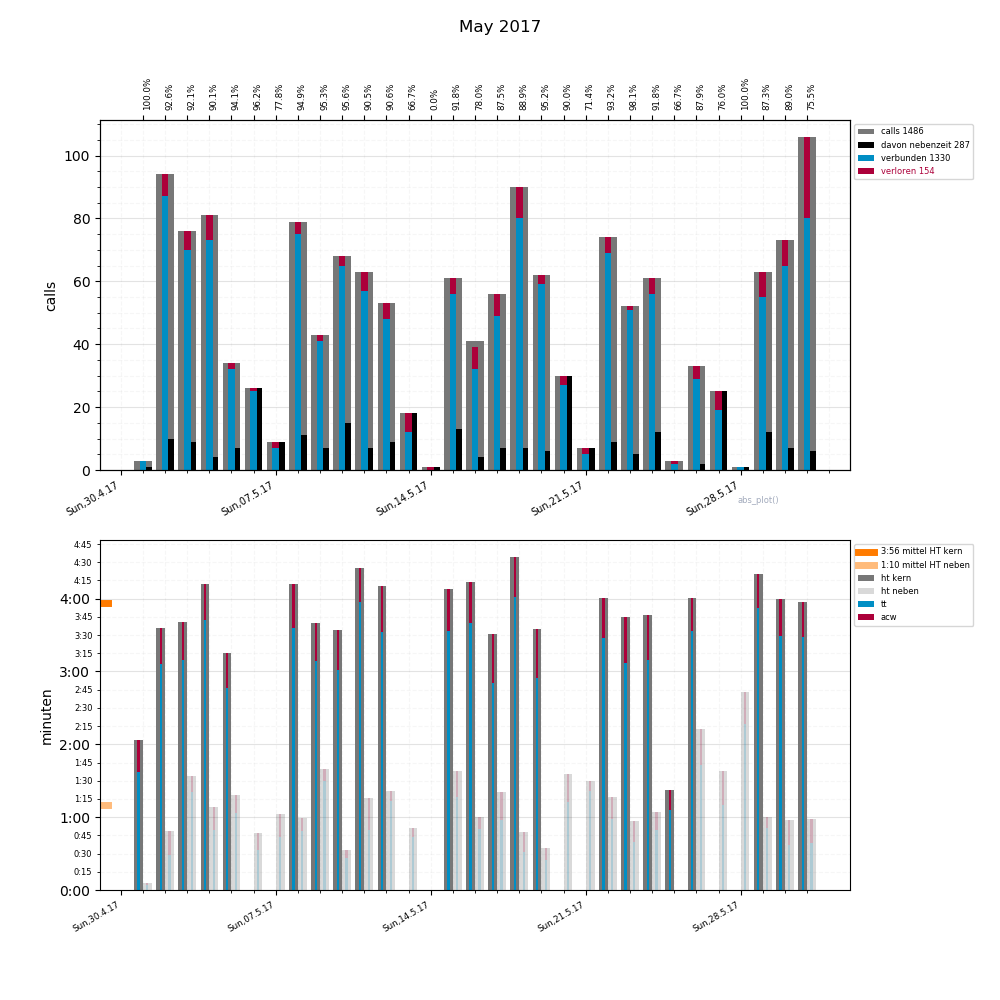 May 2017
100.0% 92.6% 92.1% 90.1% 94.1% 96.2% 77.8% 94.9% 95.3% 95.6% 90.5% 90.6% 66.7% 0.0% 91.8% 78.0% 87.5% 88.9% 95.2% 90.0% 71.4% 93.2% 98.1% 91.8% 66.7% 87.9% 76.0% 100.0% 87.3% 89.0% 75.5%
calls
100
80
60
40
20
0
Sun,30.4.17 Sun,07.5.17 Sun,14.5.17 Sun,21.5.17 Sun,28.5.17
abs_plot()
calls 1486
davon nebenzeit 287
verbunden 1330
verloren 154
minuten
4:45
4:30
4:15
4:00
3:45
3:30
3:15
3:00
2:45
2:30
2:15
2:00
1:45
1:30
1:15
1:00
0:45
0:30
0:15
0:00
Sun,30.4.17 Sun,07.5.17 Sun,14.5.17 Sun,21.5.17 Sun,28.5.17
3:56 mittel HT kern
1:10 mittel HT neben
ht kern
ht neben
tt
acw